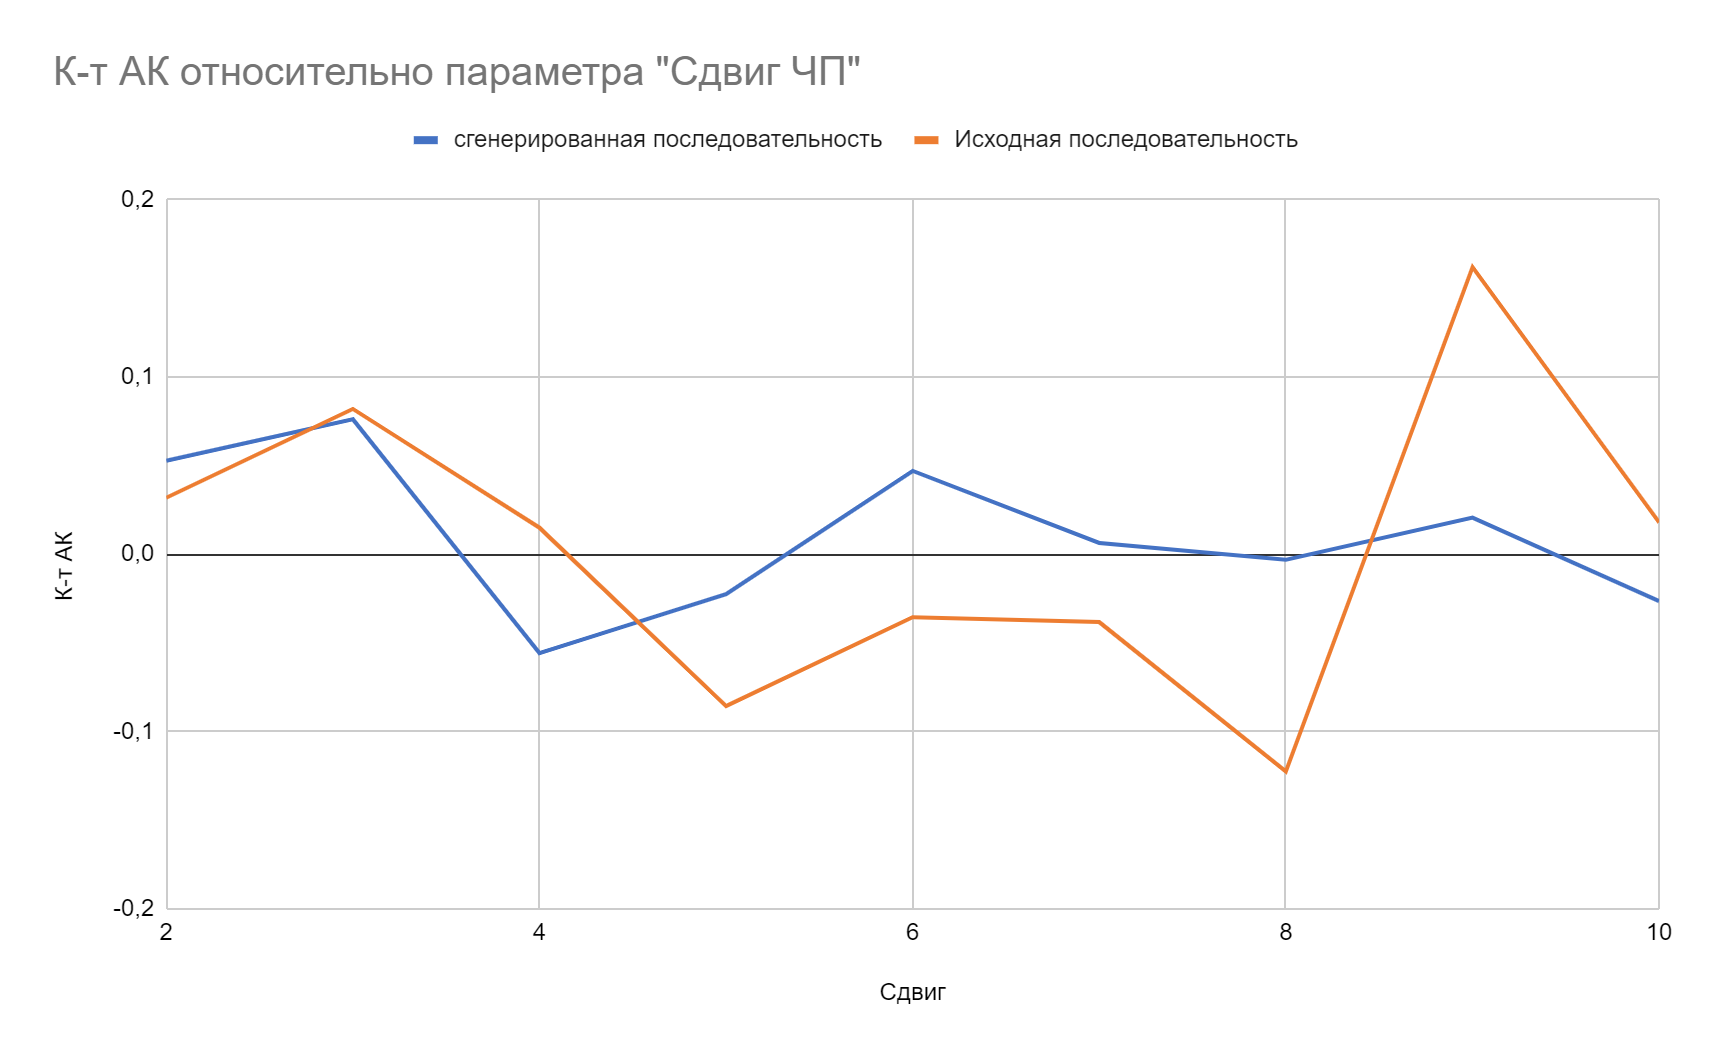 К-т АК относительно параметра "Сдвиг ЧП"
сгенерированная последовательность
Исходная последовательность
0,2
0,1
0,0
-0,1
-0,2
К-т АК
2
4
6
8
10
Сдвиг